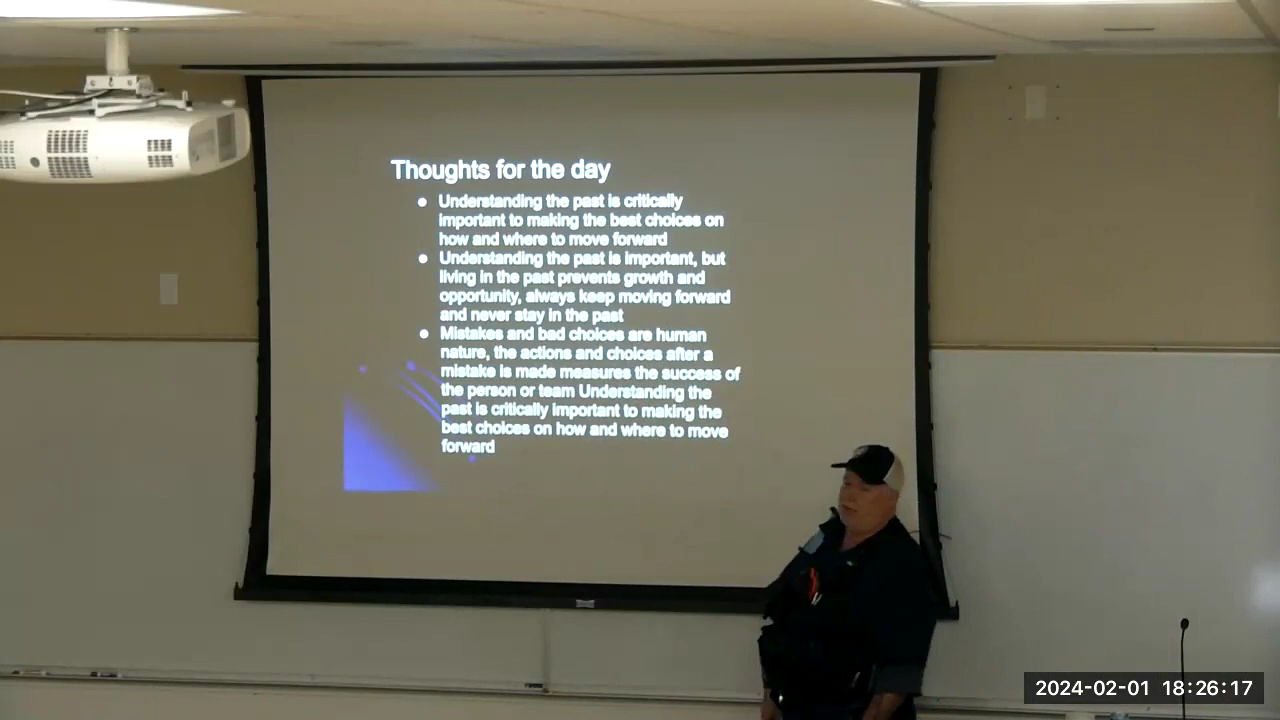 Thoughts for the day
● Understanding the past is critically
important to making the best choices on
how and where to move forward
● Understanding the past is important, but
living in the past prevents growth and
opportunity, always keep moving forward
and never stay in the past
● Mistakes and bad choices are human
nature, the actions and choices after a
mistake is made measures the success of
the person or team Understanding the
past is critically important to making the
best choices on how and where to move
forward
2024-02-01 18:26:17